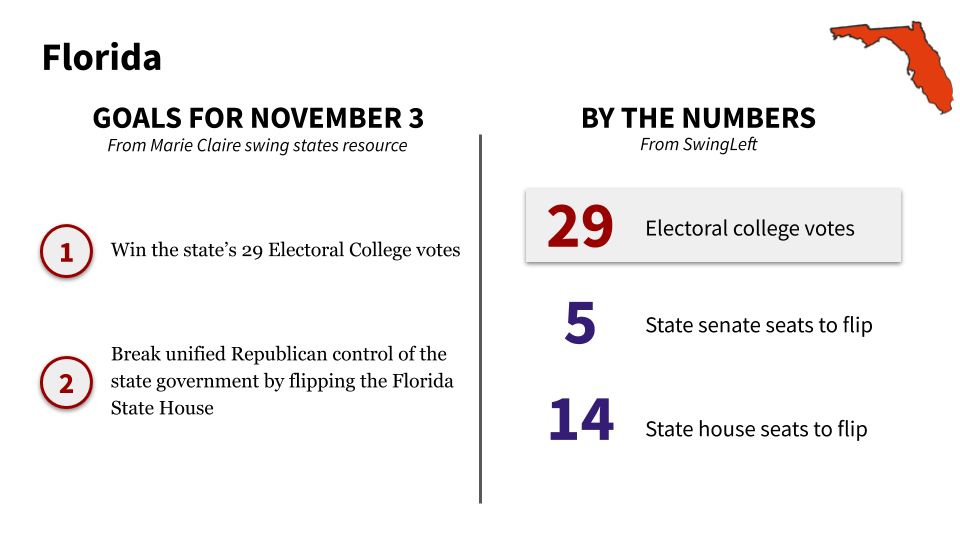 Florida
GOALS FOR NOVEMBER 3
From Marie Claire swing states resource
1
Win the state’s 29 Electoral College votes
2
Break unified Republican control of the
state government by flipping the Florida
State House
BY THE NUMBERS
From SwingLeft
29
Electoral college votes
5
State senate seats to flip
14
State house seats to flip